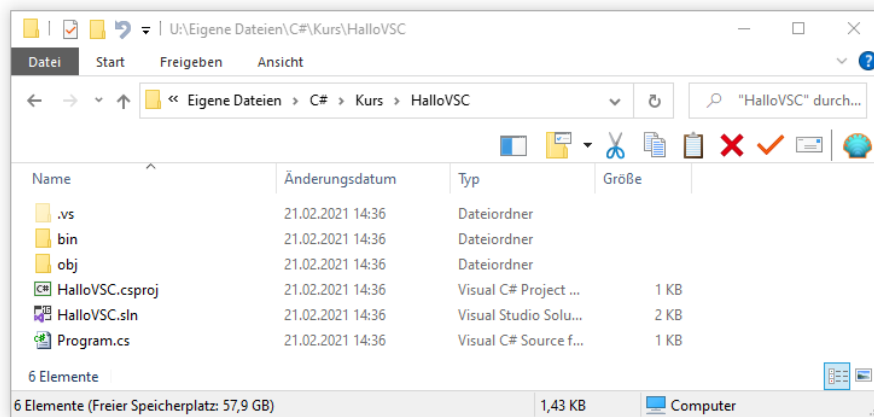 U:\Eigene Dateien\C#\Kurs\HalloVSC
Datei Start Freigeben Ansicht ?
« Eigene Dateien > C# > Kurs > HalloVSC "HalloVSC" durch...
Name Änderungsdatum Typ Größe
.vs 21.02.2021 14:36 Dateiordner
bin 21.02.2021 14:36 Dateiordner
obj 21.02.2021 14:36 Dateiordner
C# HalloVSC.csproj 21.02.2021 14:36 Visual C# Project ... 1 KB
HalloVSC.sln 21.02.2021 14:36 Visual Studio Solu... 2 KB
Program.cs 21.02.2021 14:36 Visual C# Source f... 1 KB
6 Elemente
6 Elemente (Freier Speicherplatz: 57,9 GB) 1,43 KB Computer